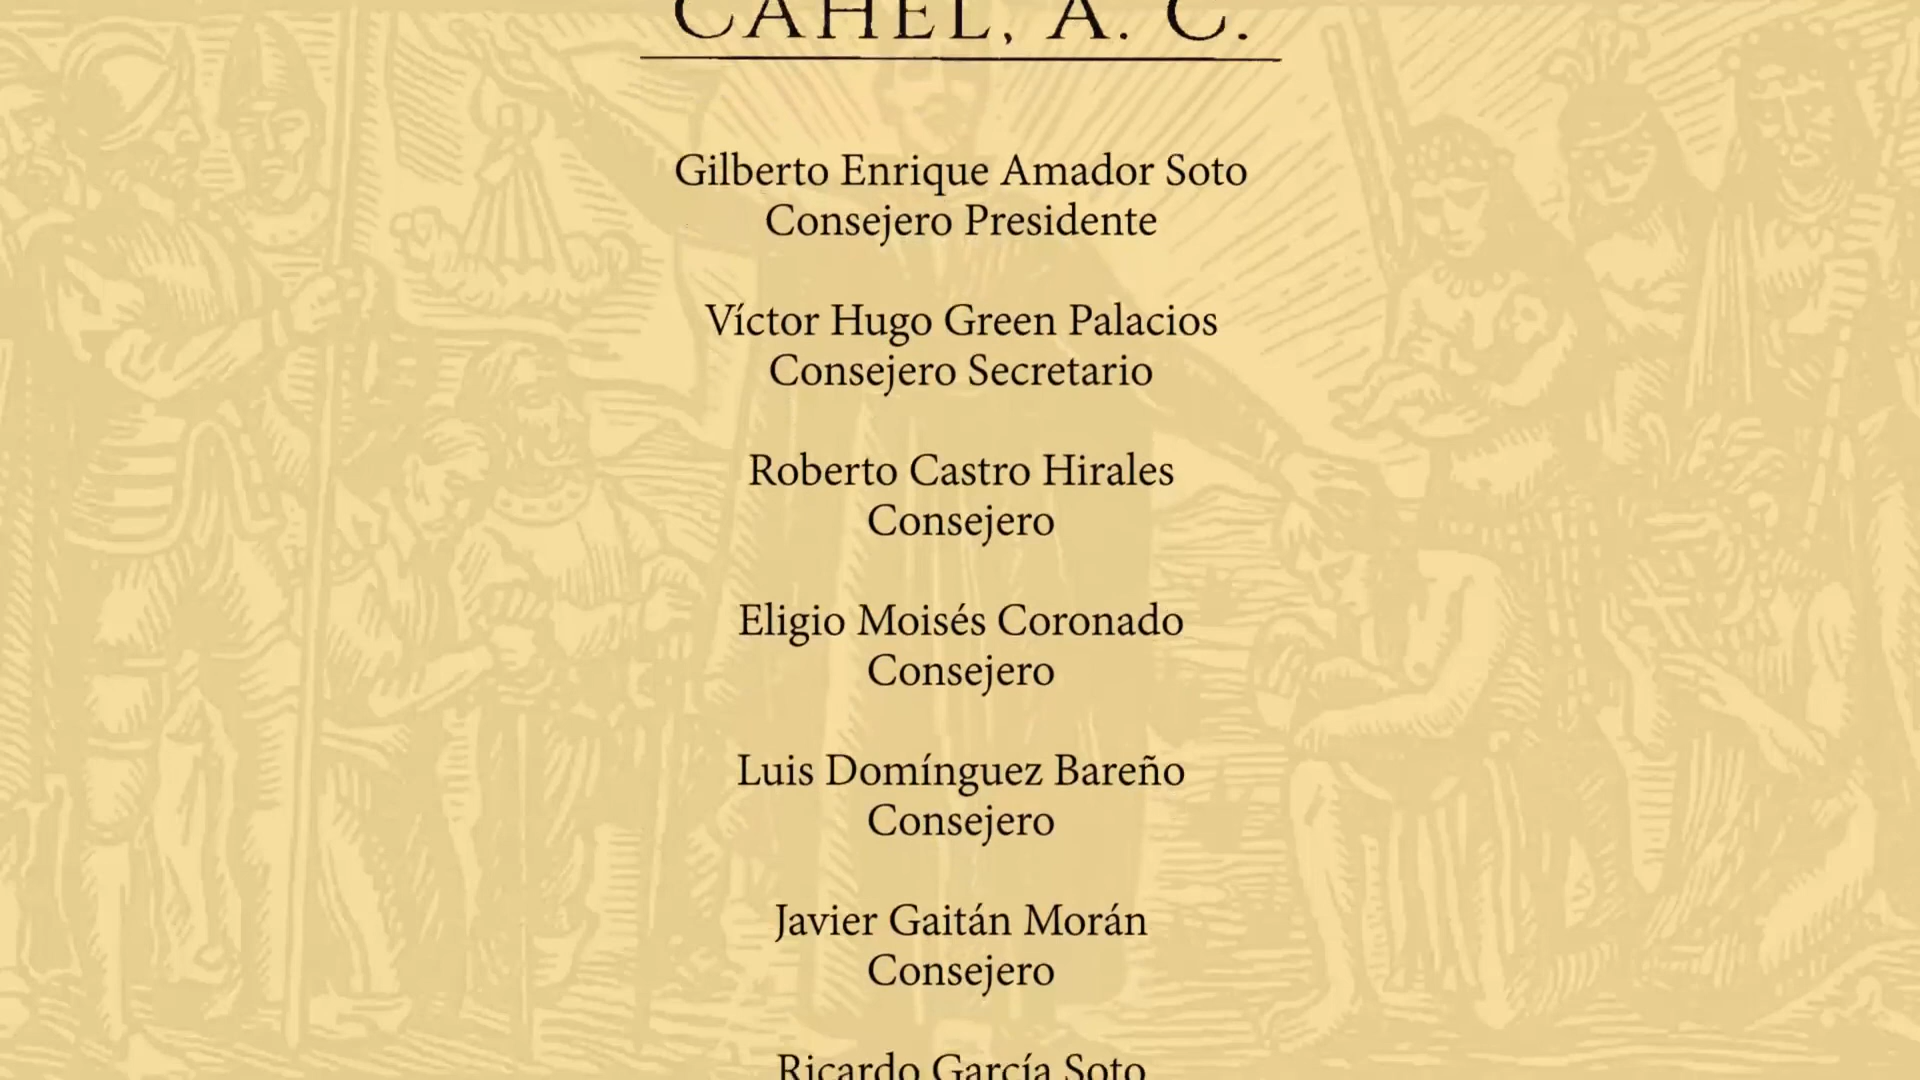 CAHEL, A. C.
Gilberto Enrique Amador Soto
Consejero Presidente
Víctor Hugo Green Palacios
Consejero Secretario
Roberto Castro Hirales
Consejero
Eligio Moisés Coronado
Consejero
Luis Domínguez Bareño
Consejero
Javier Gaitán Morán
Consejero
Ricardo García Soto